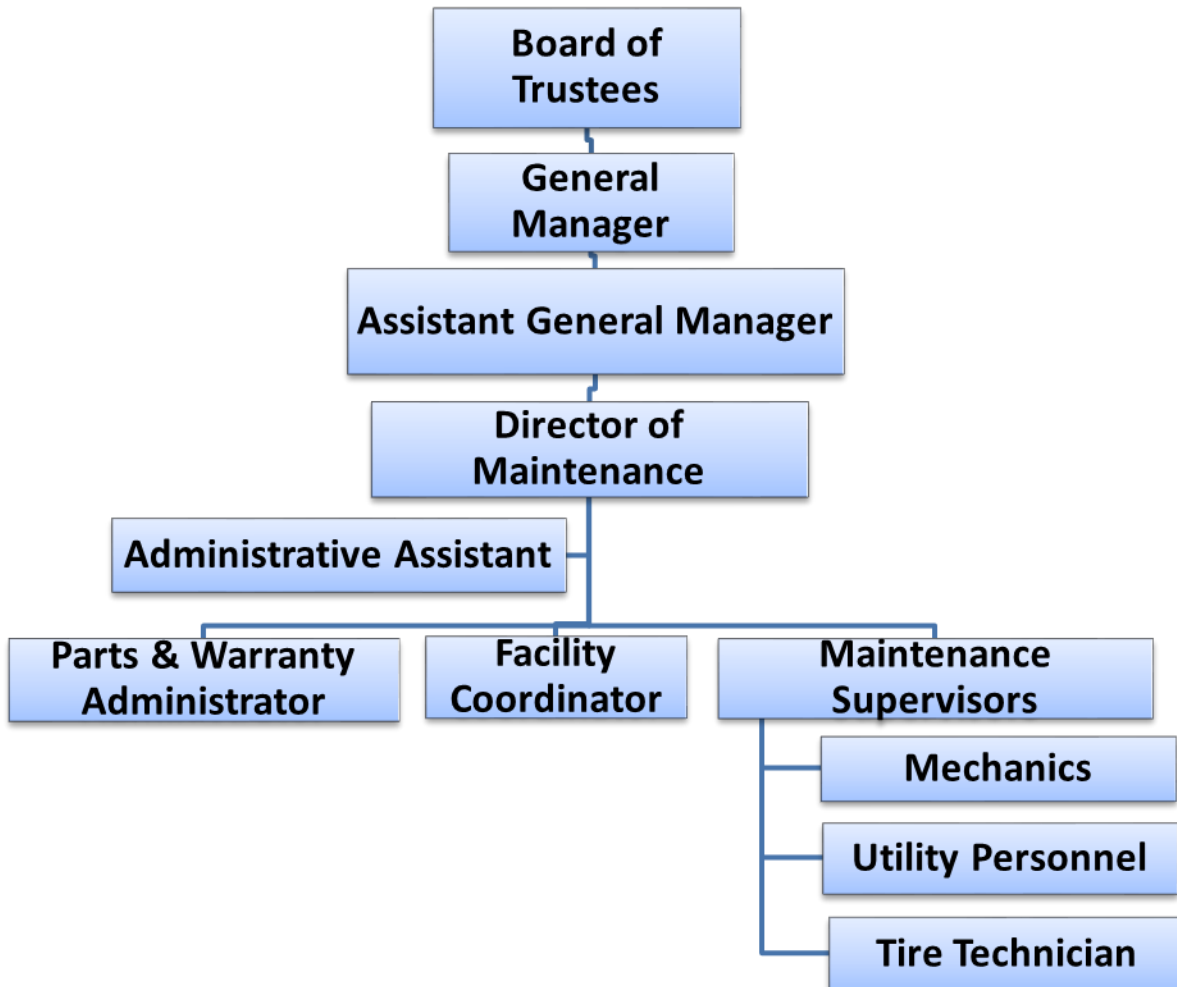 Board of
Trustees
General
Manager
Assistant General Manager
Director of
Maintenance
Administrative Assistant
Parts & Warranty
Administrator
Facility
Coordinator
Maintenance
Supervisors
Mechanics
Utility Personnel
Tire Technician